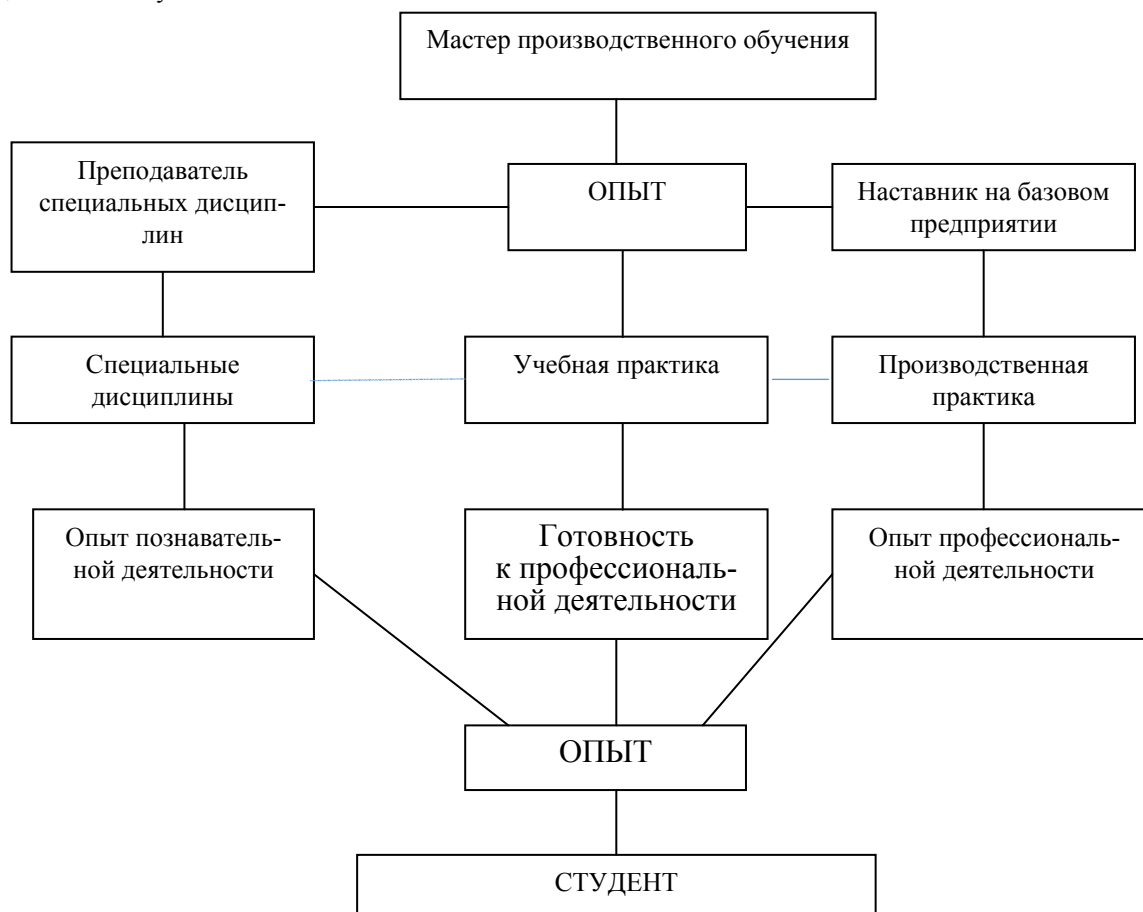 Мастер производственного обучения
Преподаватель
специальных дисцип-
лин
ОПЫТ
Наставник на базовом
предприятии
Специальные
дисциплины
Учебная практика
Производственная
практика
Опыт познаватель-
ной деятельности
Готовность
к профессиональ-
ной деятельности
Опыт профессиональ-
ной деятельности
ОПЫТ
СТУДЕНТ